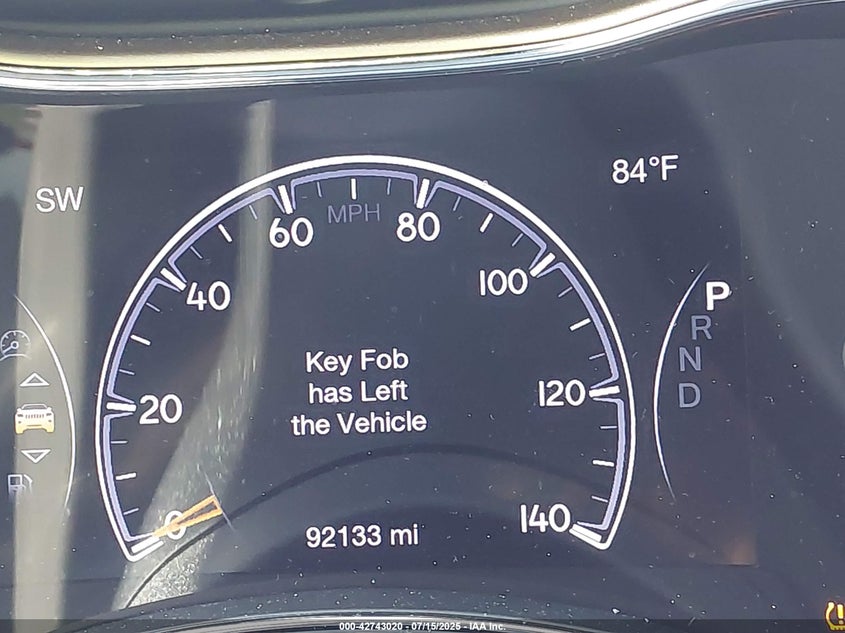 84°F
SW
MPH
60
80
40
100
P
R
N
D
Key Fob
has Left
the Vehicle
20
120
0
140
92133 mi
000-42743020 - 07/15/2025 - IAA Inc.